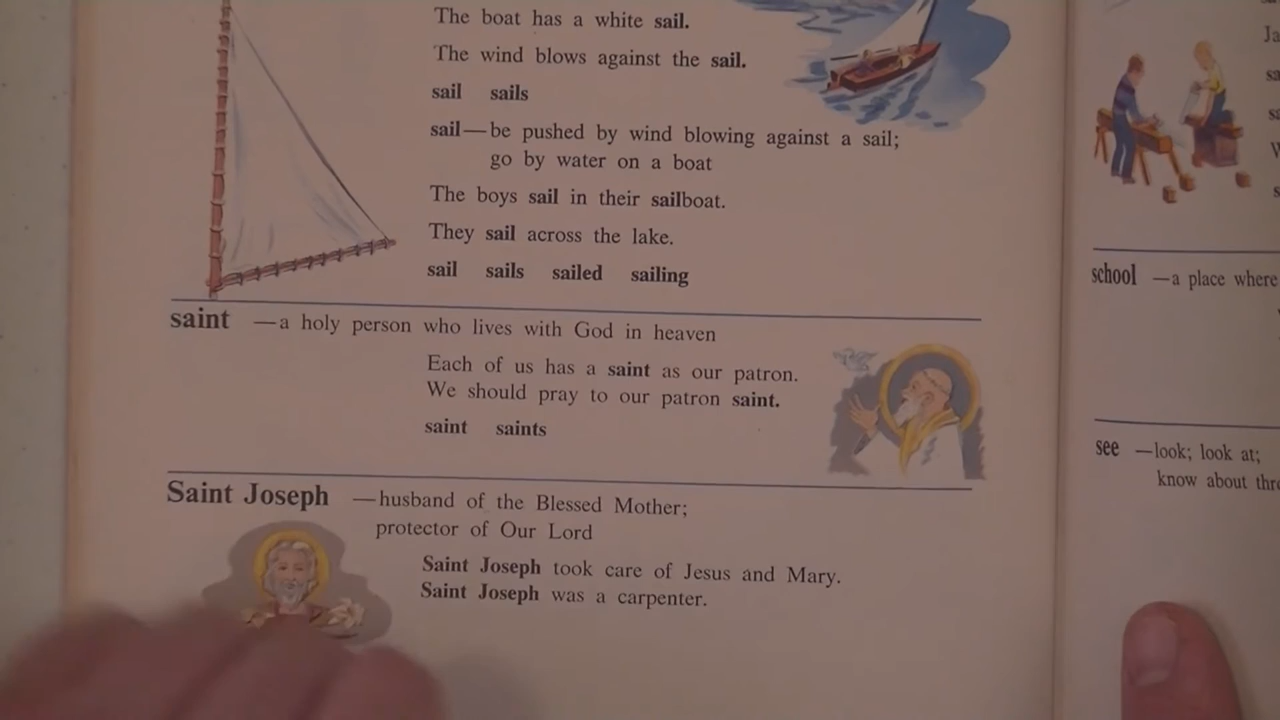 The boat has a white sail.
The wind blows against the sail.
sail sails
sail—be pushed by wind blowing against a sail;
go by water on a boat
The boys sail in their sailboat.
They sail across the lake.
sail sails sailed sailing
saint —a holy person who lives with God in heaven
Each of us has a saint as our patron.
We should pray to our patron saint.
saint saints
Saint Joseph —husband of the Blessed Mother;
protector of Our Lord
Saint Joseph took care of Jesus and Mary.
Saint Joseph was a carpenter.
school —a place where
see —look; look at;
know about